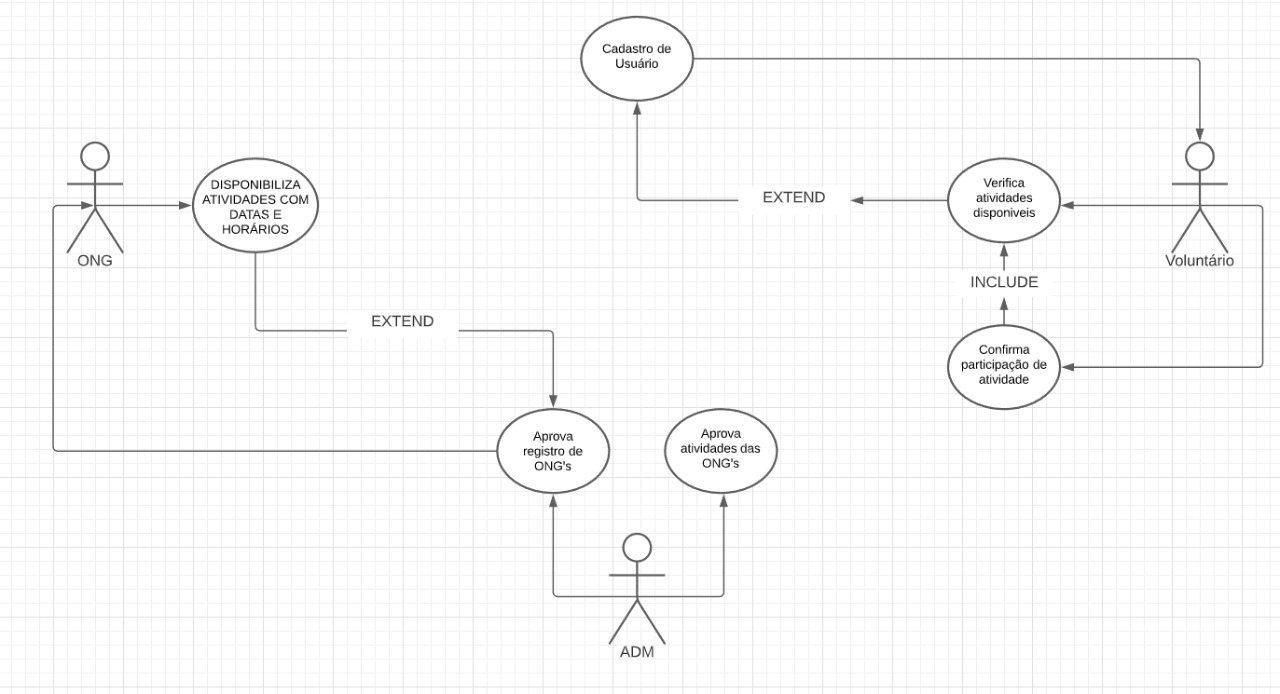 Cadastro de
Usuário
DISPONIBILIZA
ATIVIDADES COM
DATAS E
HORÁRIOS
ONG
EXTEND
Verifica
atividades
disponiveis
Voluntário
INCLUDE
EXTEND
Confirma
participação de
atividade
Aprova
registro de
ONG's
Aprova
atividades das
ONG's
ADM